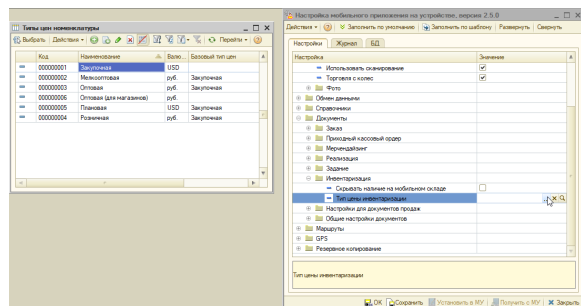 Типы цен номенклатуры
Выбрать Действия Перейти
Код Наименование Валю... Базовый тип цен
000000001 Закупочная USD
000000002 Мелкооптовая руб. Закупочная
000000003 Оптовая руб. Закупочная
000000006 Оптовая (для магазинов) руб. Закупочная
000000005 Плановая USD Закупочная
000000004 Розничная руб. Закупочная
Настройка мобильного приложения на устройстве, версия 2.5.0
Действия Заполнить по умолчанию Заполнить по шаблону Развернуть Свернуть
Настройки Журнал БД
Настройка Значение
Использовать сканирование
Торговля с колес
Фото
Обмен данными
Справочники
Документы
Заказ
Приходный кассовый ордер
Мерчендайзинг
Реализация
Задание
Инвентаризация
Скрывать наличие на мобильном складе
Тип цены инвентаризации
Настройки для документов продаж
Общие настройки документов
Маршруты
GPS
Резервное копирование
Тип цены инвентаризации
OK Сохранить Установить в МУ Получить с МУ Закрыть